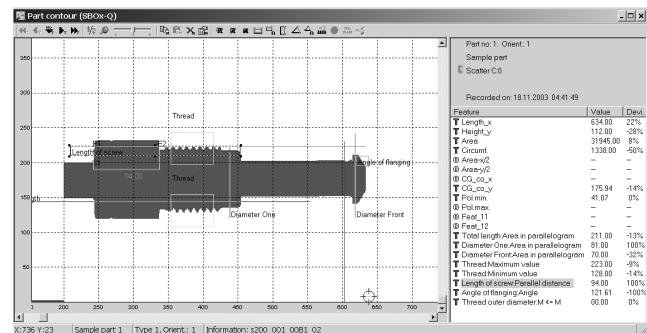 Part contour (SBOx-Q)
Part no: 1: Orient.: 1
Sample part
Scatter C:0
Recorded on: 18.11.2003 04:41:49
Feature Value Devi
T Length_x 634.00 22%
T Height_y 112.00 -28%
T Area 31945.00 8%
T Circumf. 1338.00 -50%
Area-x/2 – –
Area-y/2 – –
CG_co_x – –
T CG_co_y 175.94 -14%
T Pol.min. 41.07 0%
Pol.max. – –
Feat_11 – –
Feat_12 – –
T Total length:Area in parallelogram 211.00 -13%
T Diameter One:Area in parallelogram 81.00 100%
T Diameter Front:Area in parallelogram 70.00 -32%
T Thread:Maximum value 223.00 -9%
T Thread:Minimum value 128.00 -14%
T Length of screw:Parallel distance 94.00 100%
T Angle of flanging:Angle 121.61 -100%
T Thread outer diameter:M <- M 00.00 0%
350
300
250
200
150
100
50
Thread
E2
Length of screw
Angle of flanging
94.00
Thread
Diameter One
Diameter Front
200 250 300 350 400 450 500 550 600 650 700
X:736 Y:23 Sample part 1 Type 1, Orient.: 1 Information: s200_001_00B1_02